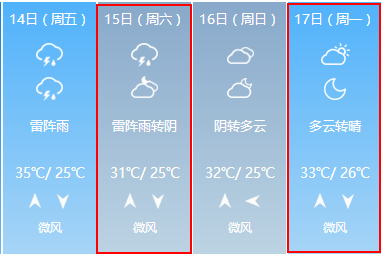 14日（周五）
雷阵雨
35℃/ 25℃
微风
15日（周六）
雷阵雨转阴
31℃/ 25℃
微风
16日（周日）
阴转多云
32℃/ 25℃
微风
17日（周一）
多云转晴
33℃/ 26℃
微风